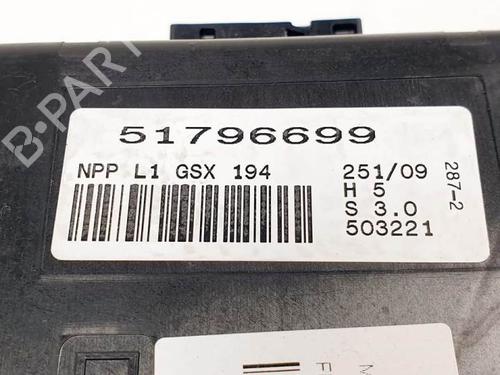 51796699
NPP L1 GSX 194
251/09
H 5
S 3.0
503221
287-2
B-PARTS
M
F